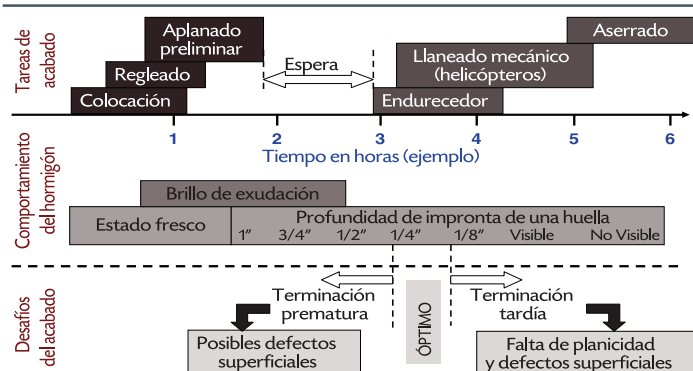 Tareas de
acabado
Aplanado
preliminar
Regleado
Colocación
Espera
Aserrado
Llaneado mecánico
(helicópteros)
Endurecedor
1 2 3 4 5 6
Tiempo en horas (ejemplo)
Comportamiento
del hormigón
Brillo de exudación
Estado fresco
Profundidad de impronta de una huella
1" 3/4" 1/2" 1/4" 1/8" Visible No Visible
Desafíos
del acabado
Terminación
prematura
ÓPTIMO
Terminación
tardía
Posibles defectos
superficiales
Falta de planicidad
y defectos superficiales